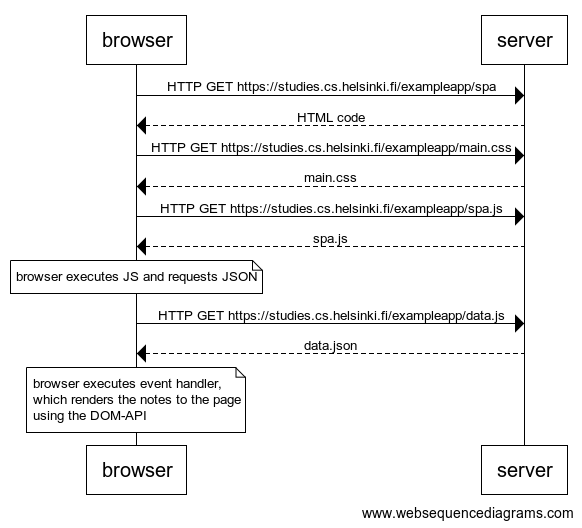 browser
server
HTTP GET https://studies.cs.helsinki.fi/exampleapp/spa
HTML code
HTTP GET https://studies.cs.helsinki.fi/exampleapp/main.css
main.css
HTTP GET https://studies.cs.helsinki.fi/exampleapp/spa.js
spa.js
browser executes JS and requests JSON
HTTP GET https://studies.cs.helsinki.fi/exampleapp/data.js
data.json
browser executes event handler,
which renders the notes to the page
using the DOM-API
browser
server
www.websequencediagrams.com